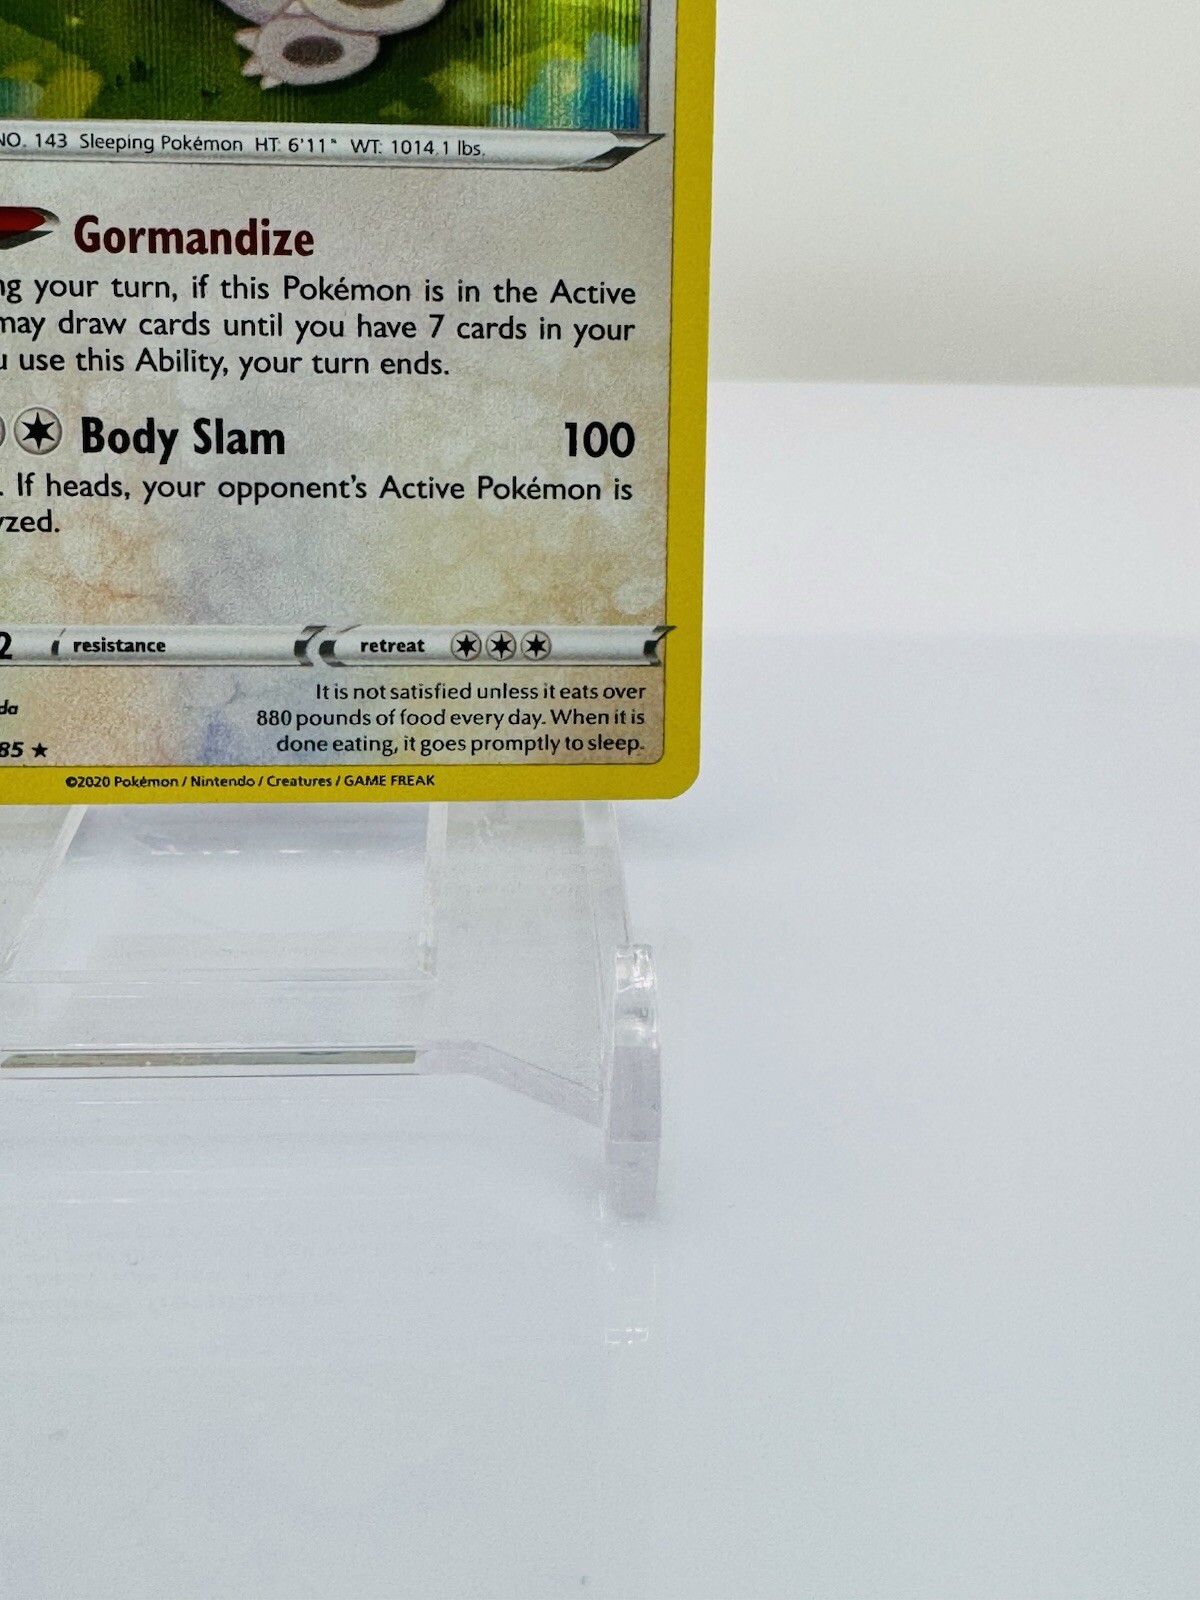 NO. 143 Sleeping Pokémon HT: 6'11" WT: 1014.1 lbs.
Gormandize
your turn, if this Pokémon is in the Active
may draw cards until you have 7 cards in your
use this Ability, your turn ends.
Body Slam 100
. If heads, your opponent's Active Pokémon is
yzed.
2 resistance retreat
It is not satisfied unless it eats over
da 880 pounds of food every day. When it is
85 ★ done eating, it goes promptly to sleep.
©2020 Pokémon / Nintendo / Creatures / GAME FREAK